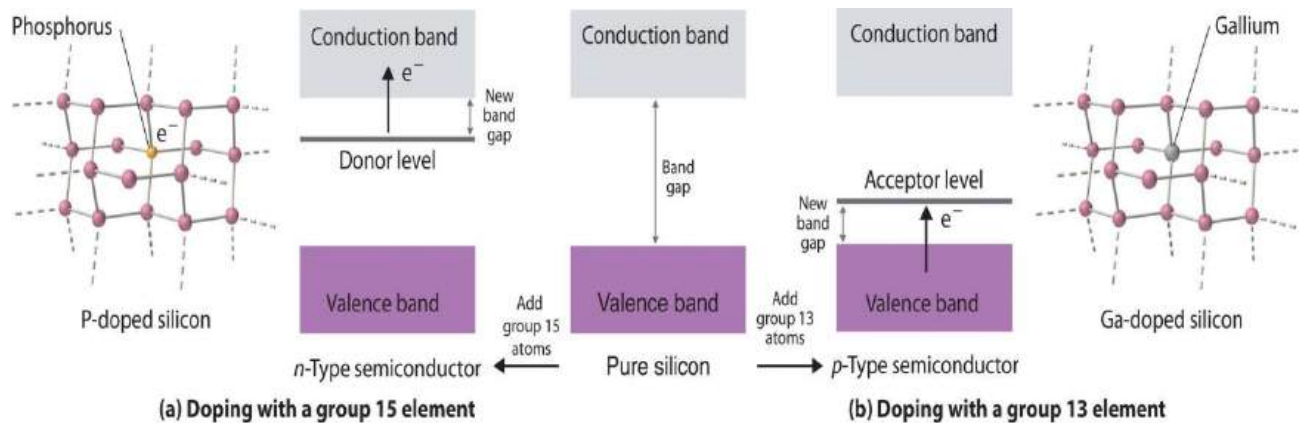 Phosphorus
e⁻
P-doped silicon
Conduction band
e⁻
New
band
gap
Donor level
Valence band
n-Type semiconductor
Add
group 15
atoms
(a) Doping with a group 15 element
Conduction band
Band
gap
Valence band
Pure silicon
Add
group 13
atoms
Conduction band
Acceptor level
New
band
gap
e⁻
Valence band
p-Type semiconductor
Gallium
Ga-doped silicon
(b) Doping with a group 13 element